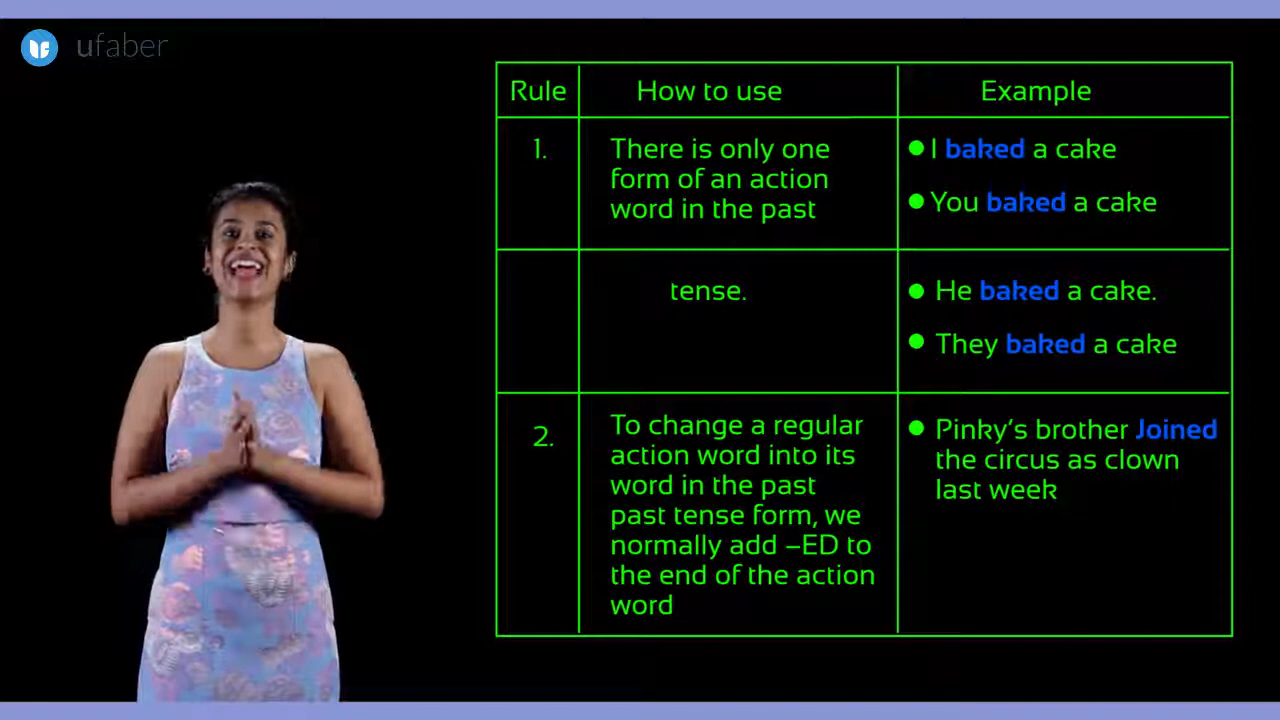 ufaber
Rule How to use Example
1.
There is only one
form of an action
word in the past
● I baked a cake
● You baked a cake
tense.
● He baked a cake.
● They baked a cake
2.
To change a regular
action word into its
word in the past
past tense form, we
normally add –ED to
the end of the action
word
● Pinky's brother Joined
the circus as clown
last week